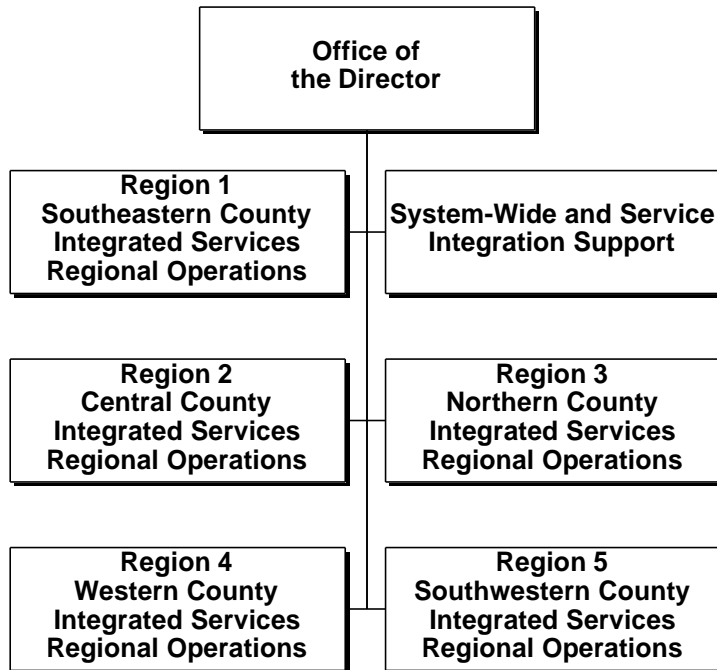 Office of
the Director
Region 1
Southeastern County
Integrated Services
Regional Operations
System-Wide and Service
Integration Support
Region 2
Central County
Integrated Services
Regional Operations
Region 3
Northern County
Integrated Services
Regional Operations
Region 4
Western County
Integrated Services
Regional Operations
Region 5
Southwestern County
Integrated Services
Regional Operations